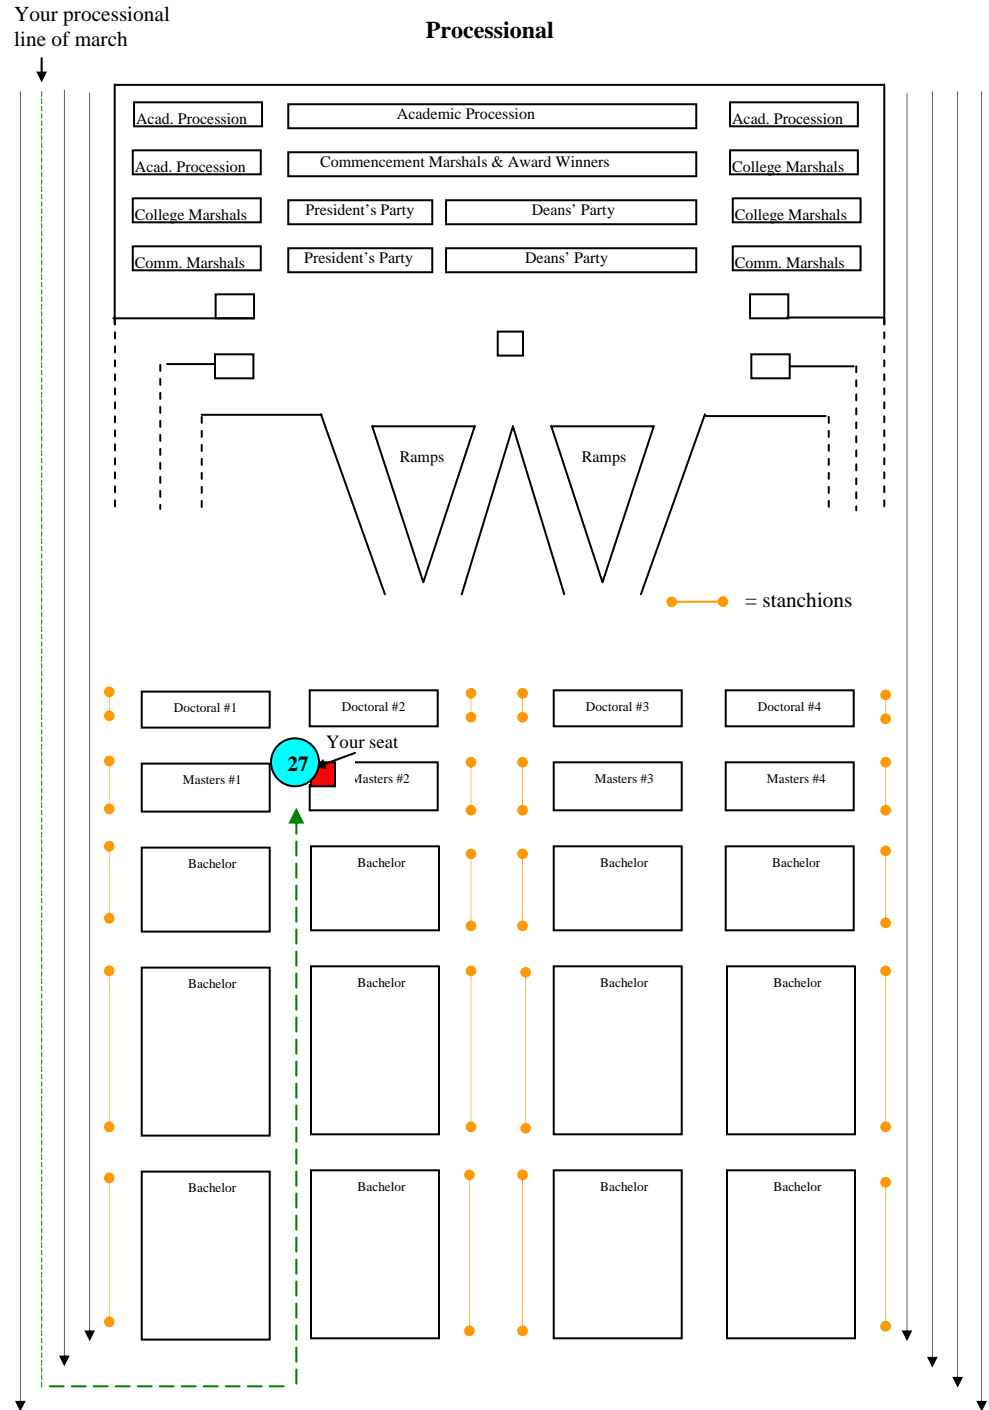 Your processional
line of march
Processional
Acad. Procession
Academic Procession
Acad. Procession
Acad. Procession
Commencement Marshals & Award Winners
College Marshals
College Marshals
President's Party
Deans' Party
College Marshals
Comm. Marshals
President's Party
Deans' Party
Comm. Marshals
Ramps
Ramps
= stanchions
Doctoral #1
Doctoral #2
Doctoral #3
Doctoral #4
Your seat
27
Masters #1
Masters #2
Masters #3
Masters #4
Bachelor
Bachelor
Bachelor
Bachelor
Bachelor
Bachelor
Bachelor
Bachelor
Bachelor
Bachelor
Bachelor
Bachelor